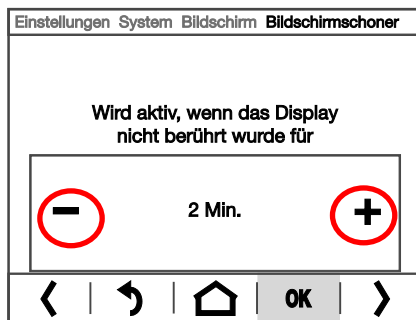 Einstellungen System Bildschirm Bildschirmschoner
Wird aktiv, wenn das Display
nicht berührt wurde für
− 2 Min. +
OK